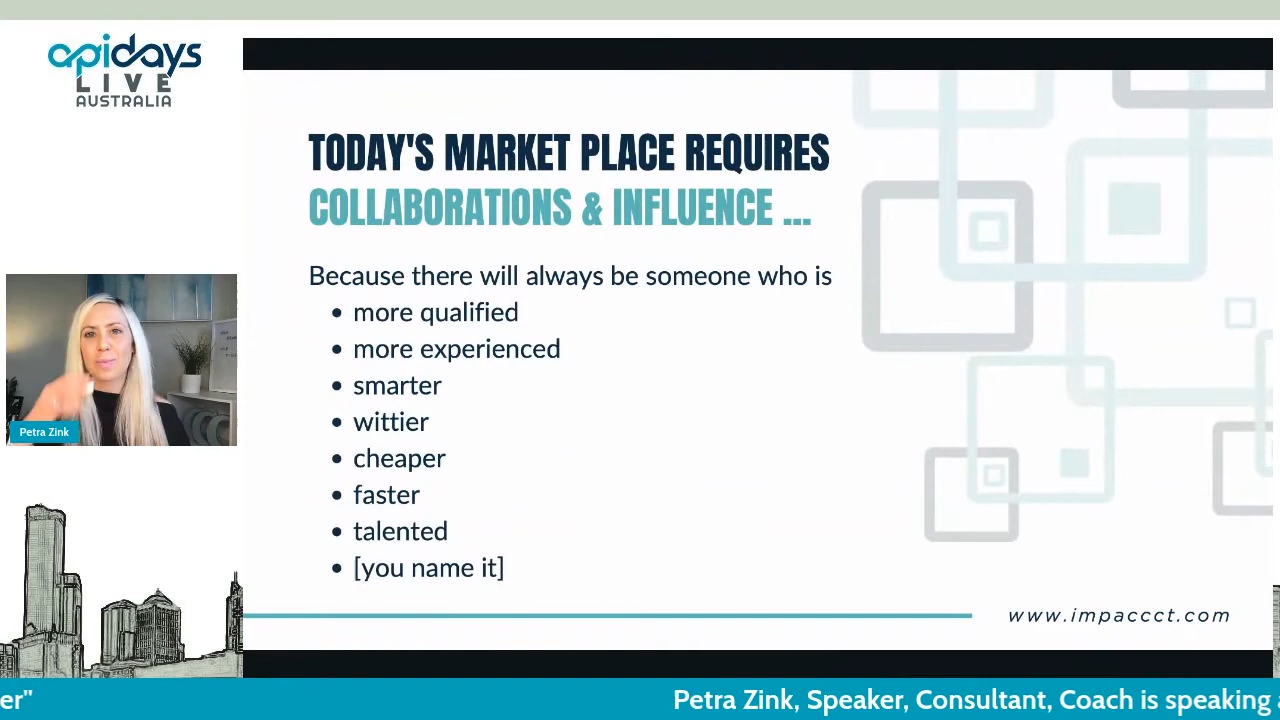 apidays
LIVE
AUSTRALIA
TODAY'S MARKET PLACE REQUIRES
COLLABORATIONS & INFLUENCE ...
Because there will always be someone who is
• more qualified
• more experienced
• smarter
• wittier
• cheaper
• faster
• talented
• [you name it]
Petra Zink
www.impaccct.com
er" Petra Zink, Speaker, Consultant, Coach is speaking